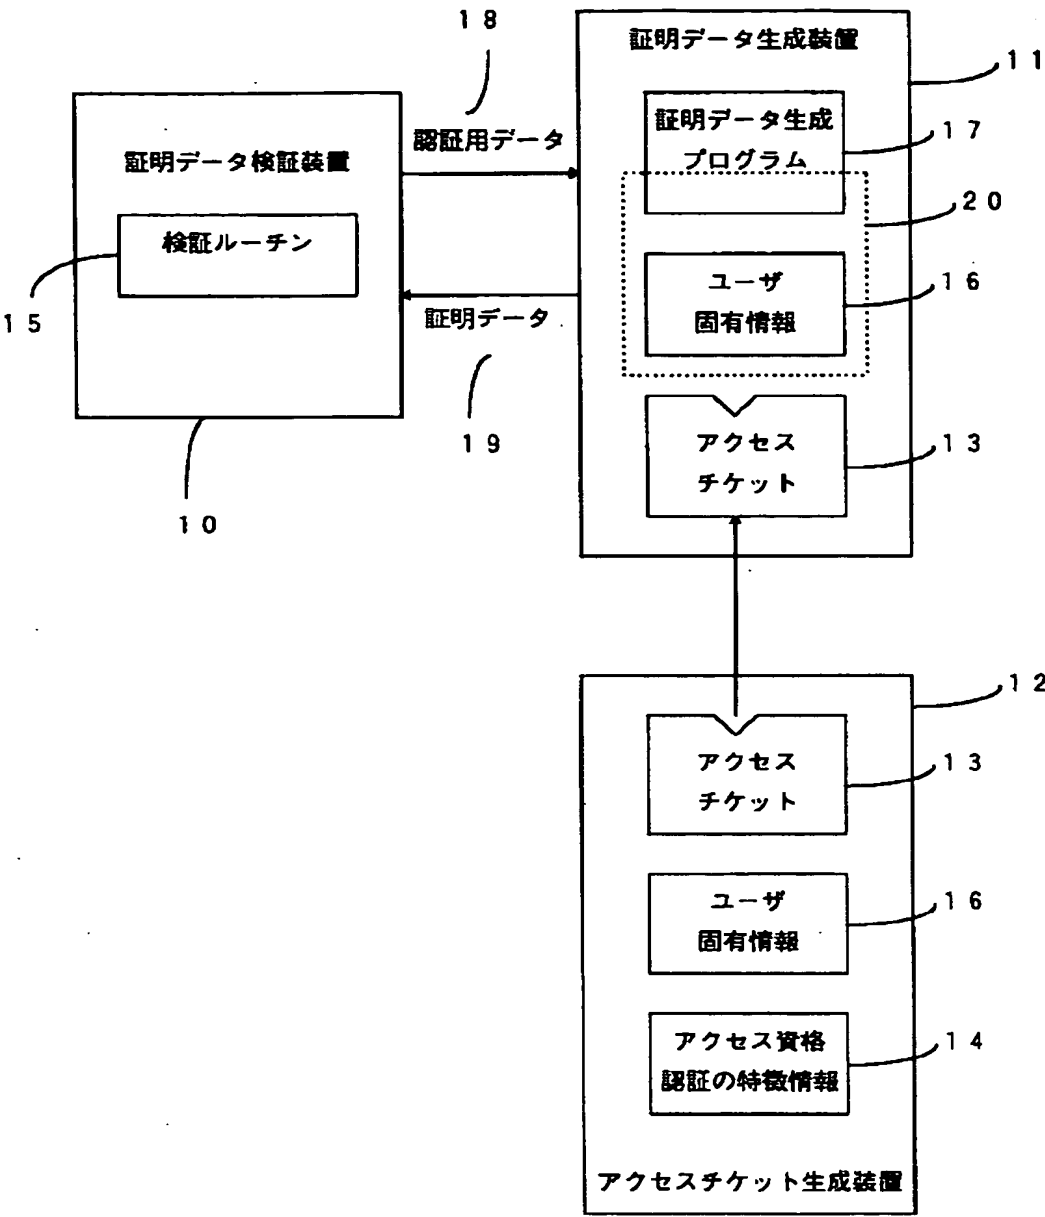 18
証明データ生成装置
11
認証用データ
証明データ生成
プログラム
17
証明データ検証装置
20
検証ルーチン
15
ユーザ
固有情報
16
証明データ
19
アクセス
チケット
13
10
12
アクセス
チケット
13
ユーザ
固有情報
16
アクセス資格
認証の特徴情報
14
アクセスチケット生成装置